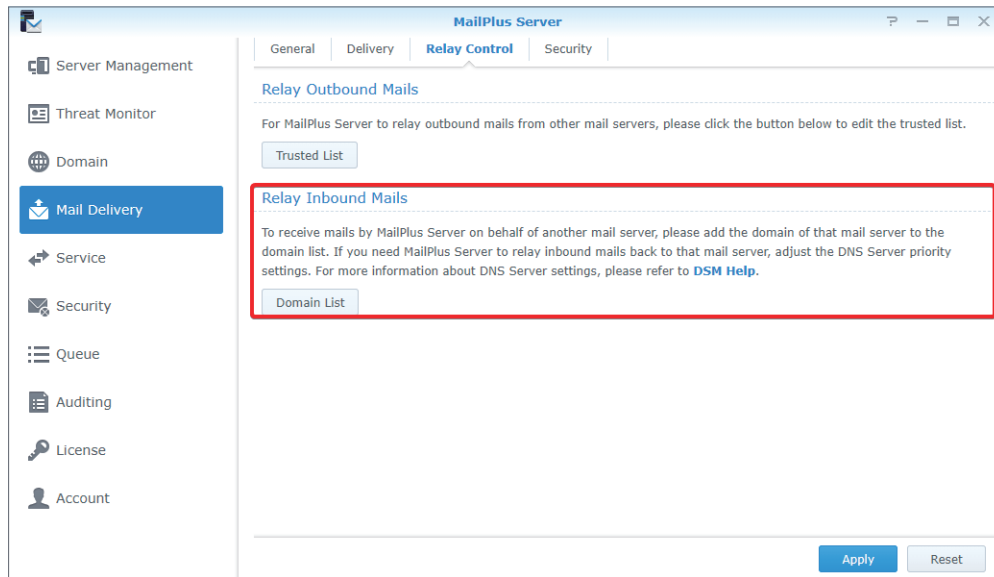 MailPlus Server
General Delivery Relay Control Security
Server Management
Threat Monitor
Domain
Mail Delivery
Service
Security
Queue
Auditing
License
Account
Relay Outbound Mails
For MailPlus Server to relay outbound mails from other mail servers, please click the button below to edit the trusted list.
Trusted List
Relay Inbound Mails
To receive mails by MailPlus Server on behalf of another mail server, please add the domain of that mail server to the
domain list. If you need MailPlus Server to relay inbound mails back to that mail server, adjust the DNS Server priority
settings. For more information about DNS Server settings, please refer to DSM Help.
Domain List
Apply Reset